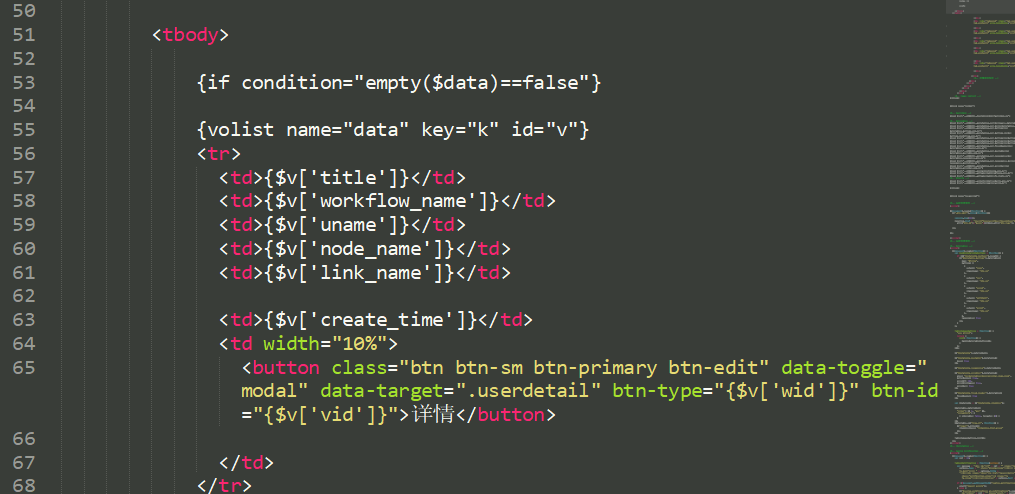 50
51 <tbody>
52
53 {if condition="empty($data)==false"}
54
55 {volist name="data" key="k" id="v"}
56 <tr>
57 <td>{$v['title']}</td>
58 <td>{$v['workflow_name']}</td>
59 <td>{$v['uname']}</td>
60 <td>{$v['node_name']}</td>
61 <td>{$v['link_name']}</td>
62
63 <td>{$v['create_time']}</td>
64 <td width="10%">
65 <button class="btn btn-sm btn-primary btn-edit" data-toggle="
modal" data-target=".userdetail" btn-type="{$v['wid']}" btn-id
="{$v['vid']}">详情</button>
66
67 </td>
68 </tr>